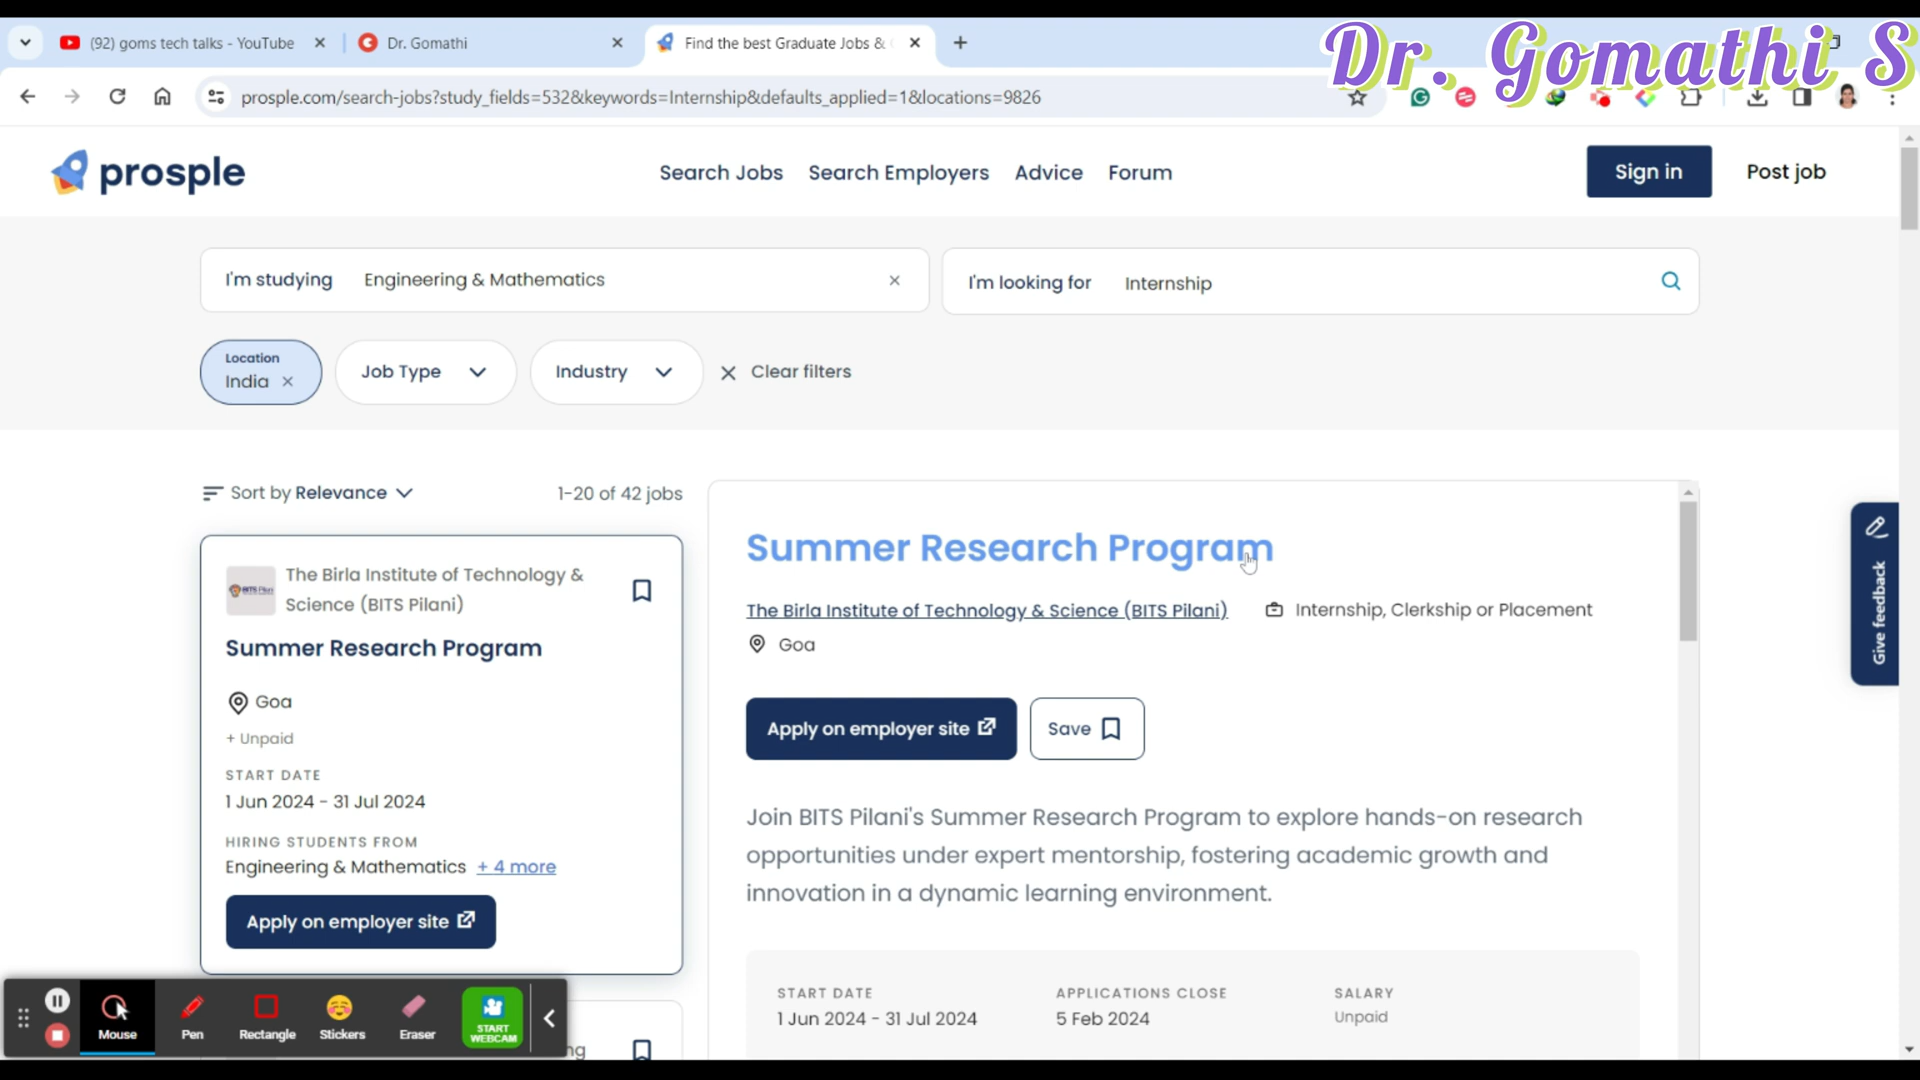 (92) goms tech talks - YouTube
Dr. Gomathi
Find the best Graduate Jobs &
Dr. Gomathi S
prosple.com/search-jobs?study_fields=532&keywords=Internship&defaults_applied=1&locations=9826
prosple
Search Jobs
Search Employers
Advice
Forum
Sign in
Post job
I'm studying
Engineering & Mathematics
I'm looking for
Internship
Location
India
Job Type
Industry
Clear filters
Sort by Relevance
1-20 of 42 jobs
The Birla Institute of Technology &
Science (BITS Pilani)
Summer Research Program
Goa
+ Unpaid
START DATE
1 Jun 2024 - 31 Jul 2024
HIRING STUDENTS FROM
Engineering & Mathematics + 4 more
Apply on employer site
Summer Research Program
The Birla Institute of Technology & Science (BITS Pilani)
Internship, Clerkship or Placement
Goa
Apply on employer site
Save
Join BITS Pilani's Summer Research Program to explore hands-on research
opportunities under expert mentorship, fostering academic growth and
innovation in a dynamic learning environment.
START DATE
1 Jun 2024 - 31 Jul 2024
APPLICATIONS CLOSE
5 Feb 2024
SALARY
Unpaid
Give feedback
Mouse
Pen
Rectangle
Stickers
Eraser
START
WEBCAM